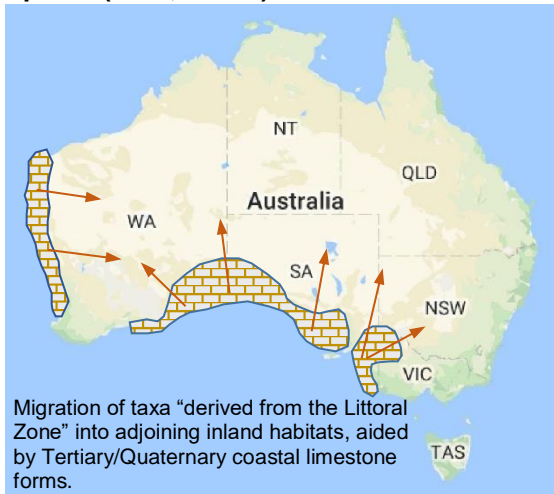 NT
QLD
Australia
WA
SA
NSW
VIC
Migration of taxa “derived from the Littoral
Zone” into adjoining inland habitats, aided
by Tertiary/Quaternary coastal limestone
forms.
TAS